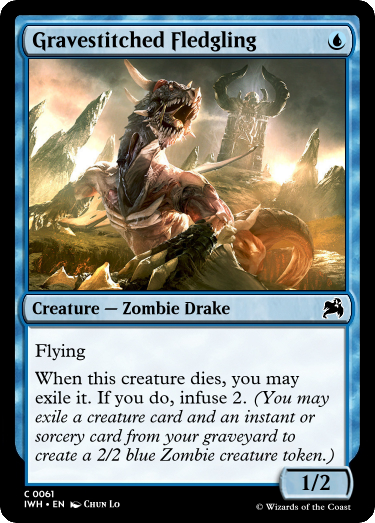 Gravestitched Fledgling
Creature — Zombie Drake
Flying
When this creature dies, you may
exile it. If you do, infuse 2. (You may
exile a creature card and an instant or
sorcery card from your graveyard to
create a 2/2 blue Zombie creature token.)
1/2
C 0061
IWH • EN Chun Lo
© Wizards of the Coast